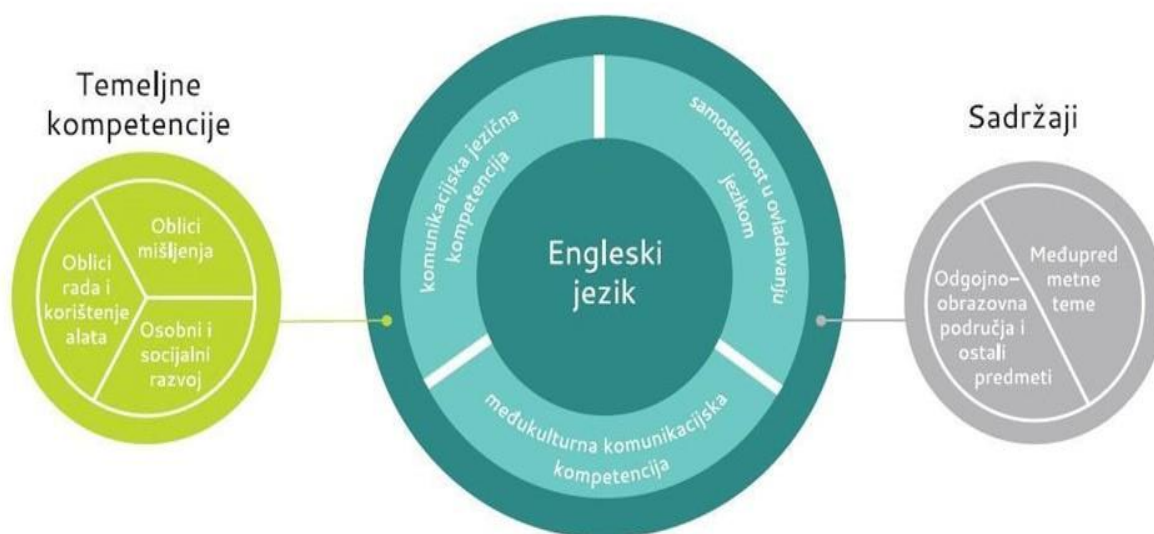 Temeljne
kompetencije
Oblici
mišljenja
Oblici
rada i
korištenje
alata
Osobni i
socijalni
razvoj
komunikacijska jezična
kompetencija
samostalnost u ovladavanju
jezikom
Engleski
jezik
međukulturna komunikacijska
kompetencija
Sadržaji
Međupred
metne
teme
Odgojno-
obrazovna
područja i
ostali
predmeti